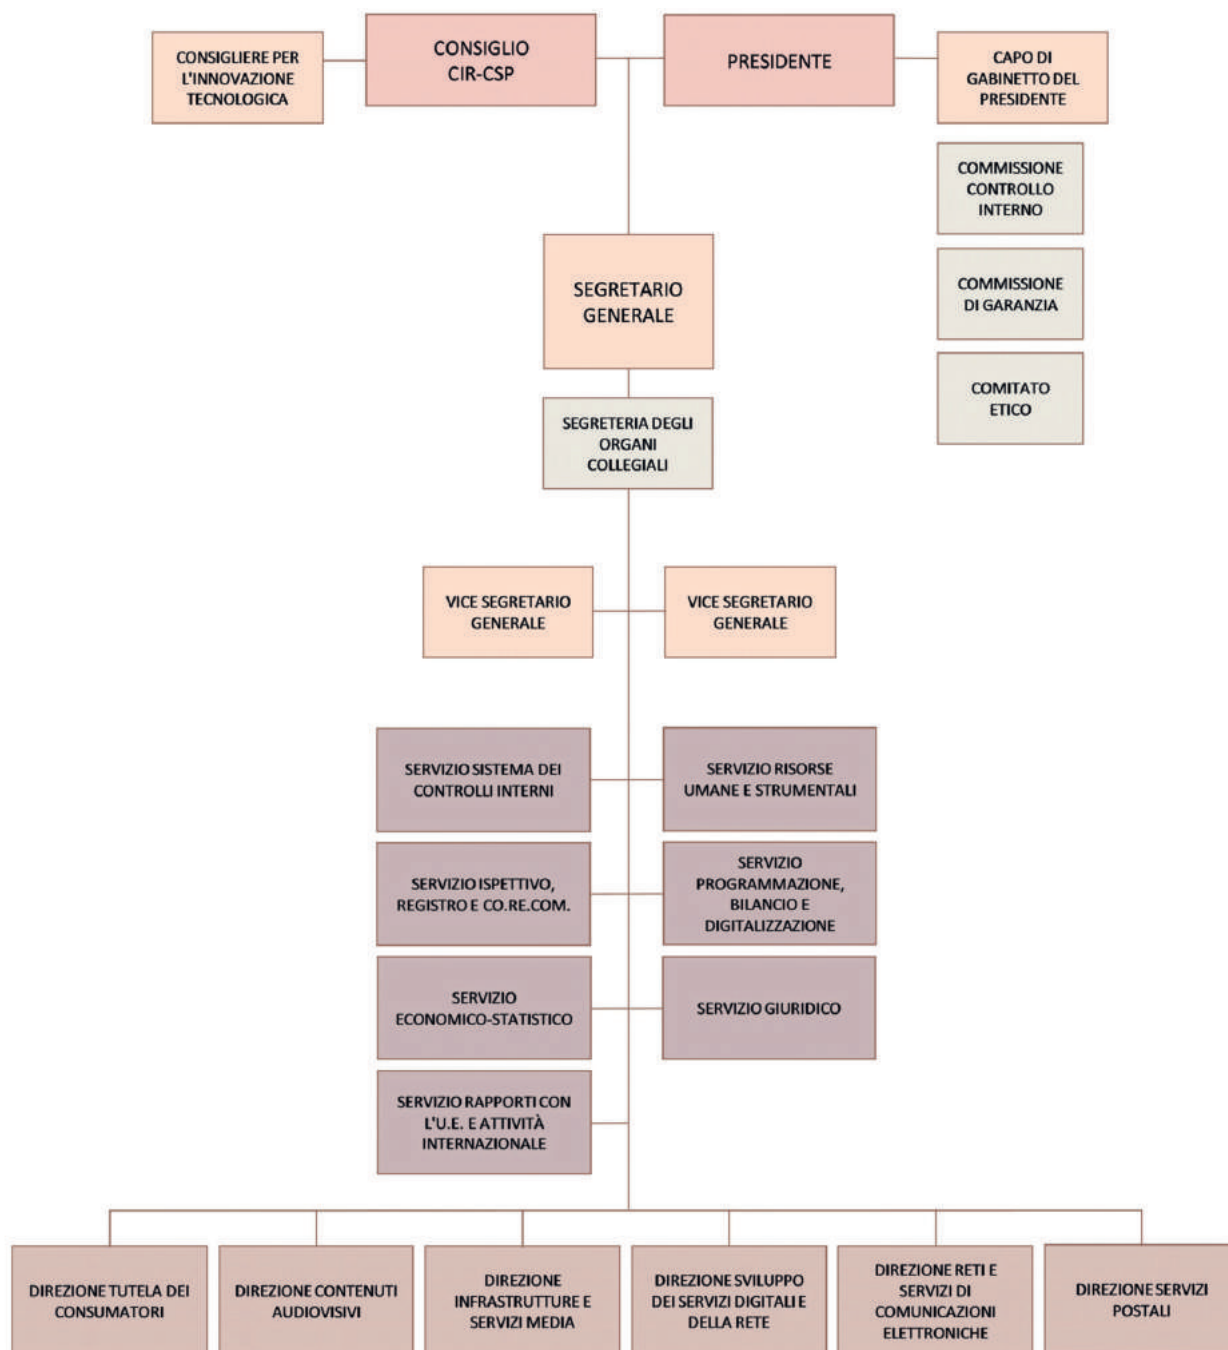 CONSIGLIERE PER
L'INNOVAZIONE
TECNOLOGICA
CONSIGLIO
CIR-CSP
PRESIDENTE
CAPO DI
GABINETTO DEL
PRESIDENTE
COMMISSIONE
CONTROLLO
INTERNO
COMMISSIONE
DI GARANZIA
COMITATO
ETICO
SEGRETARIO
GENERALE
SEGRETERIA DEGLI
ORGANI
COLLEGIALI
VICE SEGRETARIO
GENERALE
VICE SEGRETARIO
GENERALE
SERVIZIO SISTEMA DEI
CONTROLLI INTERNI
SERVIZIO RISORSE
UMANE E STRUMENTALI
SERVIZIO ISPETTIVO,
REGISTRO E CO.RE.COM.
SERVIZIO
PROGRAMMAZIONE,
BILANCIO E
DIGITALIZZAZIONE
SERVIZIO
ECONOMICO-STATISTICO
SERVIZIO GIURIDICO
SERVIZIO RAPPORTI CON
L'U.E. E ATTIVITÀ
INTERNAZIONALE
DIREZIONE TUTELA DEI
CONSUMATORI
DIREZIONE CONTENUTI
AUDIOVISIVI
DIREZIONE
INFRASTRUTTURE E
SERVIZI MEDIA
DIREZIONE SVILUPPO
DEI SERVIZI DIGITALI E
DELLA RETE
DIREZIONE RETI E
SERVIZI DI
COMUNICAZIONI
ELETTRONICHE
DIREZIONE SERVIZI
POSTALI